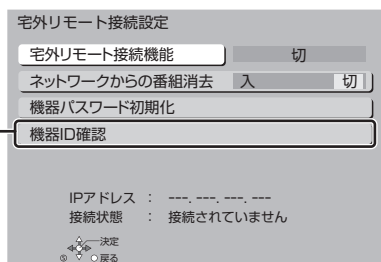 宅外リモート接続設定
宅外リモート接続機能 切
ネットワークからの番組消去 入 切
機器パスワード初期化
機器ID確認
IPアドレス : ---. ---. ---. ---
接続状態 : 接続されていません
決定
戻る